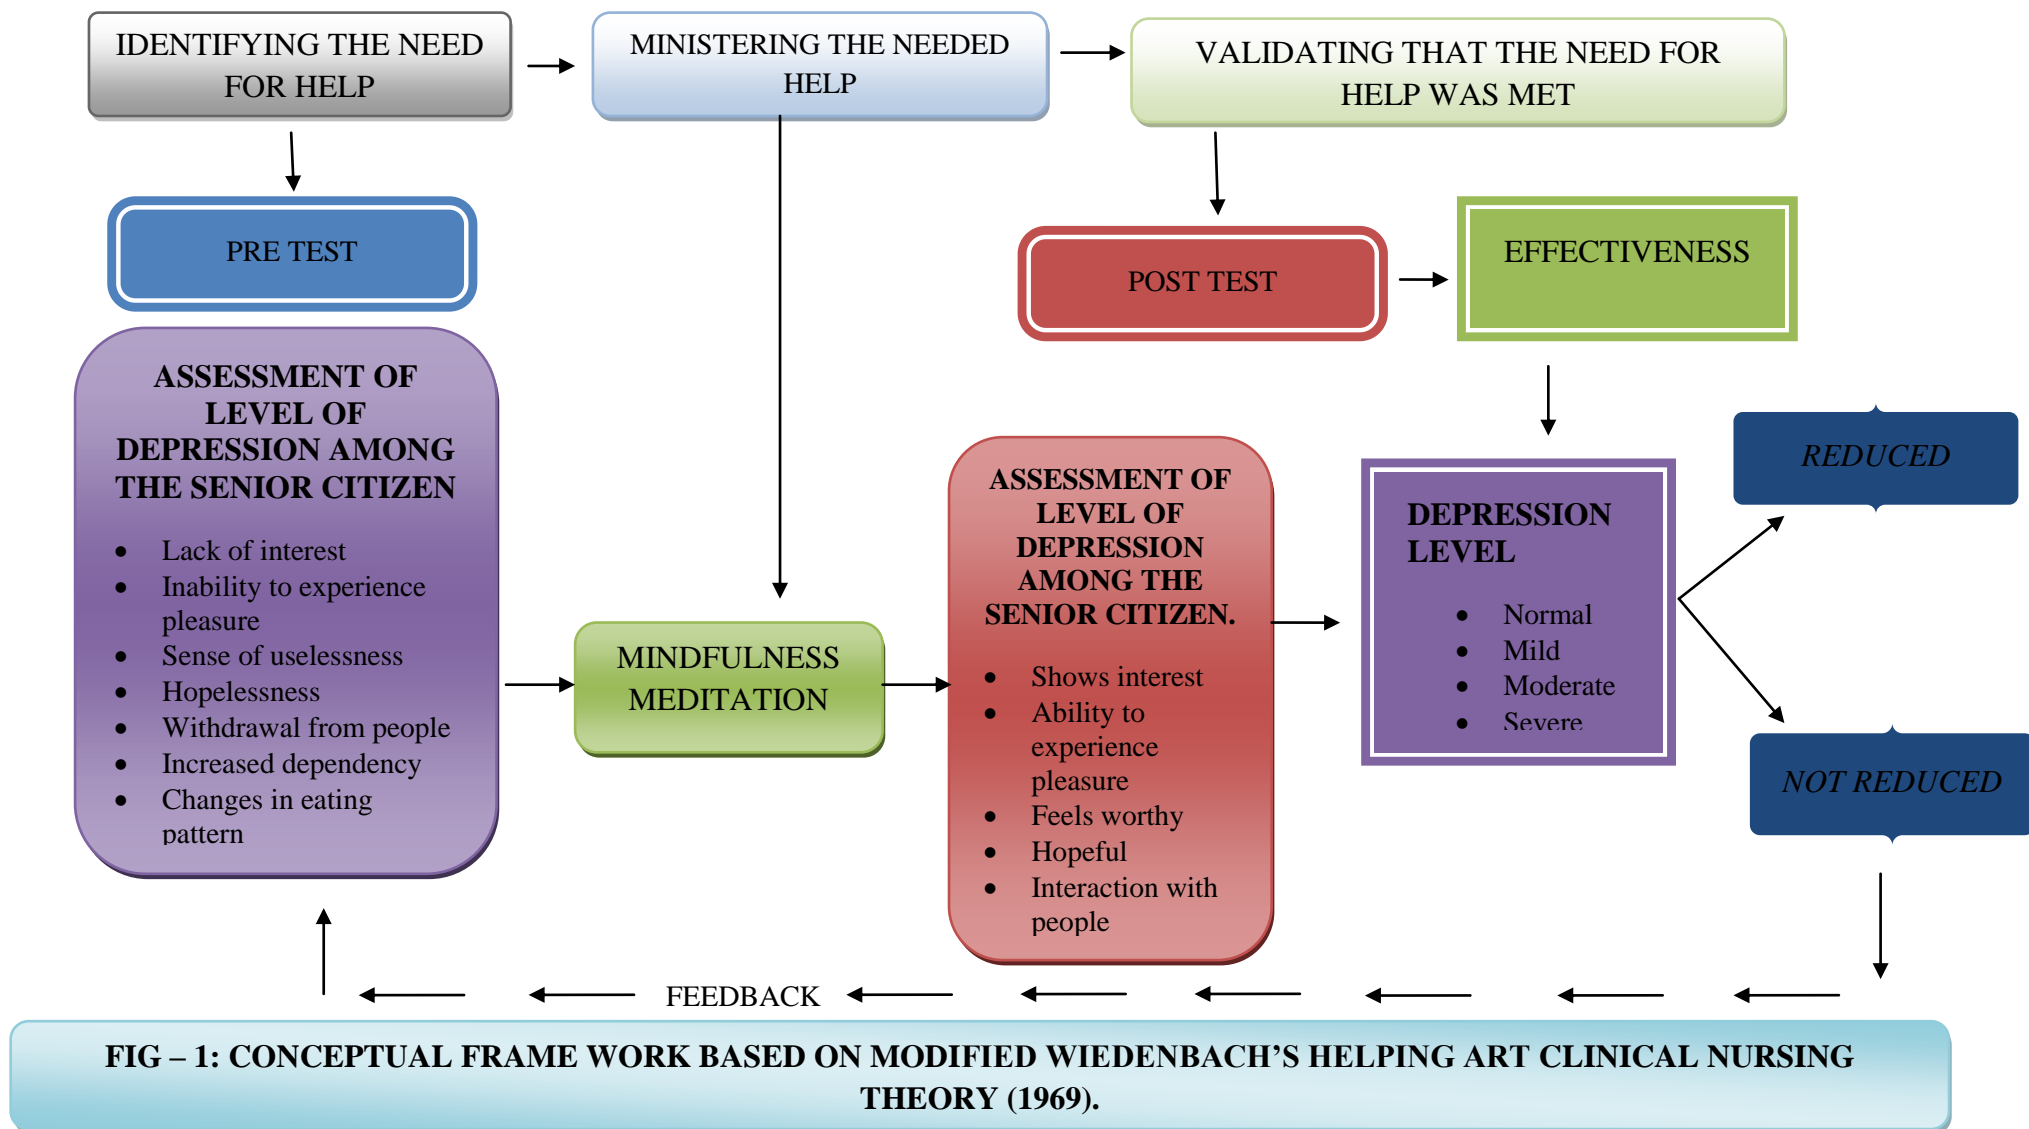 IDENTIFYING THE NEED
FOR HELP
MINISTERING THE NEEDED
HELP
VALIDATING THAT THE NEED FOR
HELP WAS MET
PRE TEST
POST TEST
EFFECTIVENESS
ASSESSMENT OF
LEVEL OF
DEPRESSION AMONG
THE SENIOR CITIZEN
• Lack of interest
• Inability to experience
pleasure
• Sense of uselessness
• Hopelessness
• Withdrawal from people
• Increased dependency
• Changes in eating
pattern
MINDFULNESS
MEDITATION
ASSESSMENT OF
LEVEL OF
DEPRESSION
AMONG THE
SENIOR CITIZEN.
• Shows interest
• Ability to
experience
pleasure
• Feels worthy
• Hopeful
• Interaction with
people
DEPRESSION
LEVEL
• Normal
• Mild
• Moderate
• Severe
REDUCED
NOT REDUCED
FEEDBACK
FIG – 1: CONCEPTUAL FRAME WORK BASED ON MODIFIED WIEDENBACH’S HELPING ART CLINICAL NURSING
THEORY (1969).